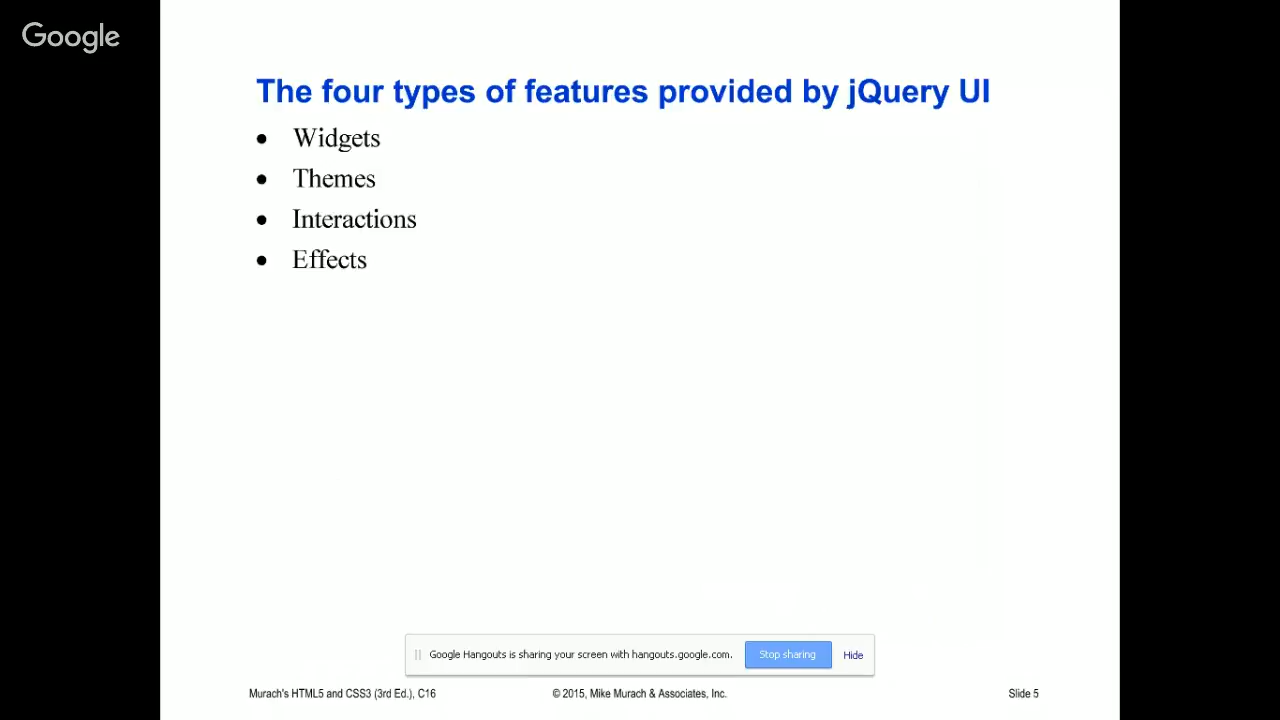 Google
The four types of features provided by jQuery UI
• Widgets
• Themes
• Interactions
• Effects
Google Hangouts is sharing your screen with hangouts.google.com. Stop sharing Hide
Murach's HTML5 and CSS3 (3rd Ed.), C16 © 2015, Mike Murach & Associates, Inc. Slide 5